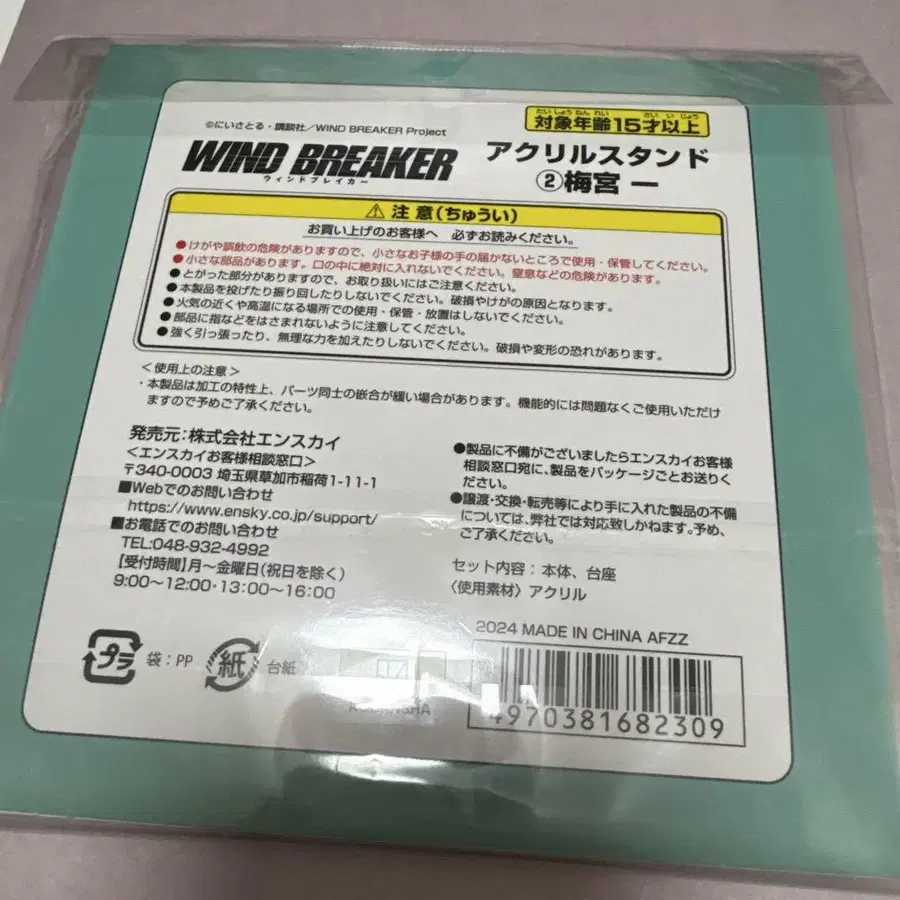 ©にいさとる・講談社/WIND BREAKER Project
たいしょうねんれい さいいじょう
対象年齢15才以上
WIND BREAKER
ウィンドブレイカー
アクリルスタンド
②梅宮 一
⚠ 注意(ちゅうい)
お買い上げのお客様へ 必ずお読みください。
●けがや誤飲の危険がありますので、小さなお子様の手の届かないところで使用・保管してください。
●小さな部品があります。口の中に絶対に入れないでください。窒息などの危険があります。
●とがった部分がありますので、お取り扱いにはご注意ください。
●本製品を投げたり振り回したりしないでください。破損やけがの原因となります。
●火気の近くや高温になる場所での使用・保管・放置はしないでください。
●部品に指などをはさまれないように注意してください。
●強く引っ張ったり、無理な力を加えたりしないでください。破損や変形の恐れがあります。
<使用上の注意>
・本製品は加工の特性上、パーツ同士の嵌合が緩い場合があります。機能的には問題なくご使用いただけ
ますので予めご了承ください。
発売元:株式会社エンスカイ
<エンスカイお客様相談窓口>
〒340-0003 埼玉県草加市稲荷1-11-1
■Webでのお問い合わせ
https://www.ensky.co.jp/support/
■お電話でのお問い合わせ
TEL:048-932-4992
【受付時間】月~金曜日(祝日を除く)
9:00~12:00・13:00~16:00
●製品に不備がございましたらエンスカイお客様
相談窓口宛に、製品をパッケージごとお送りく
ださい。
●譲渡・交換・転売等により手に入れた製品の不備
については、弊社では対応致しかねます。予め、
ご了承ください。
セット内容:本体、台座
〈使用素材〉アクリル
2024 MADE IN CHINA AFZZ
プラ 袋:PP
紙 台紙
KODANSHA
4970381682309